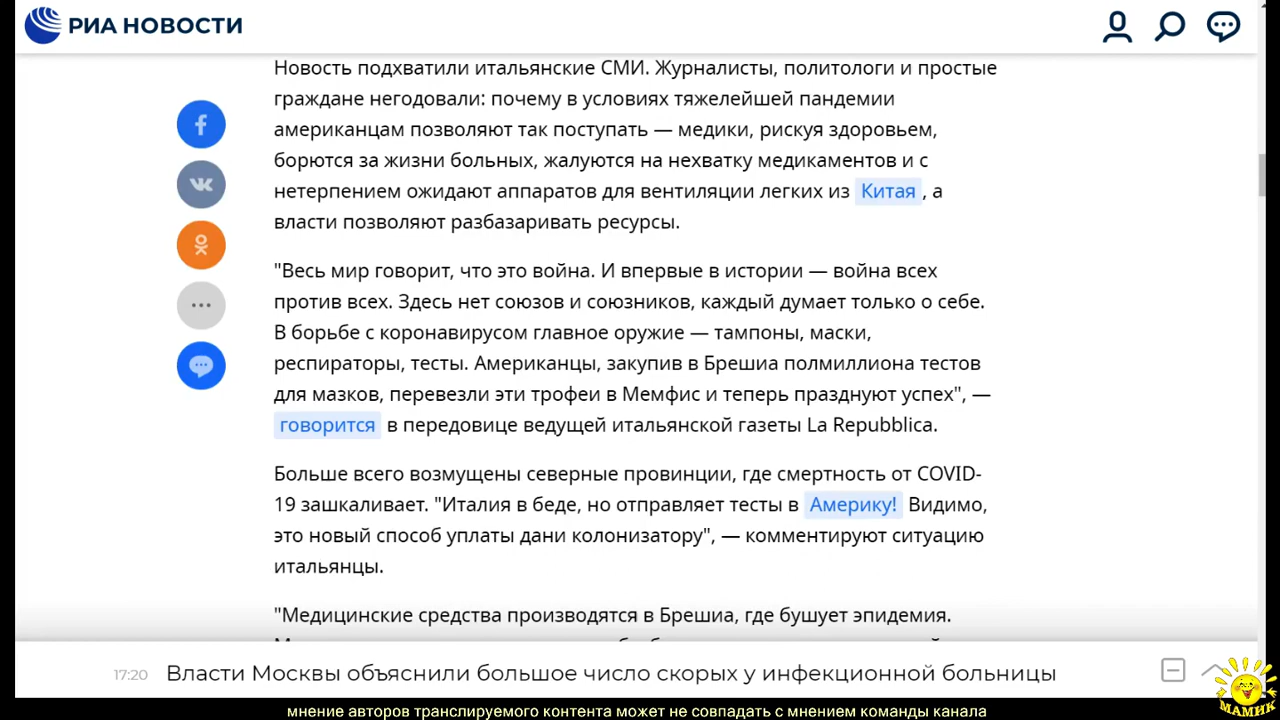 РИА НОВОСТИ
Новость подхватили итальянские СМИ. Журналисты, политологи и простые
граждане негодовали: почему в условиях тяжелейшей пандемии
американцам позволяют так поступать — медики, рискуя здоровьем,
борются за жизни больных, жалуются на нехватку медикаментов и с
нетерпением ожидают аппаратов для вентиляции легких из Китая , а
власти позволяют разбазаривать ресурсы.
"Весь мир говорит, что это война. И впервые в истории — война всех
против всех. Здесь нет союзов и союзников, каждый думает только о себе.
В борьбе с коронавирусом главное оружие — тампоны, маски,
респираторы, тесты. Американцы, закупив в Брешиа полмиллиона тестов
для мазков, перевезли эти трофеи в Мемфис и теперь празднуют успех", —
говорится в передовице ведущей итальянской газеты La Repubblica.
Больше всего возмущены северные провинции, где смертность от COVID-
19 зашкаливает. "Италия в беде, но отправляет тесты в Америку! Видимо,
это новый способ уплаты дани колонизатору", — комментируют ситуацию
итальянцы.
"Медицинские средства производятся в Брешиа, где бушует эпидемия.
17:20 Власти Москвы объяснили большое число скорых у инфекционной больницы
МАМИК
мнение авторов транслируемого контента может не совпадать с мнением команды канала